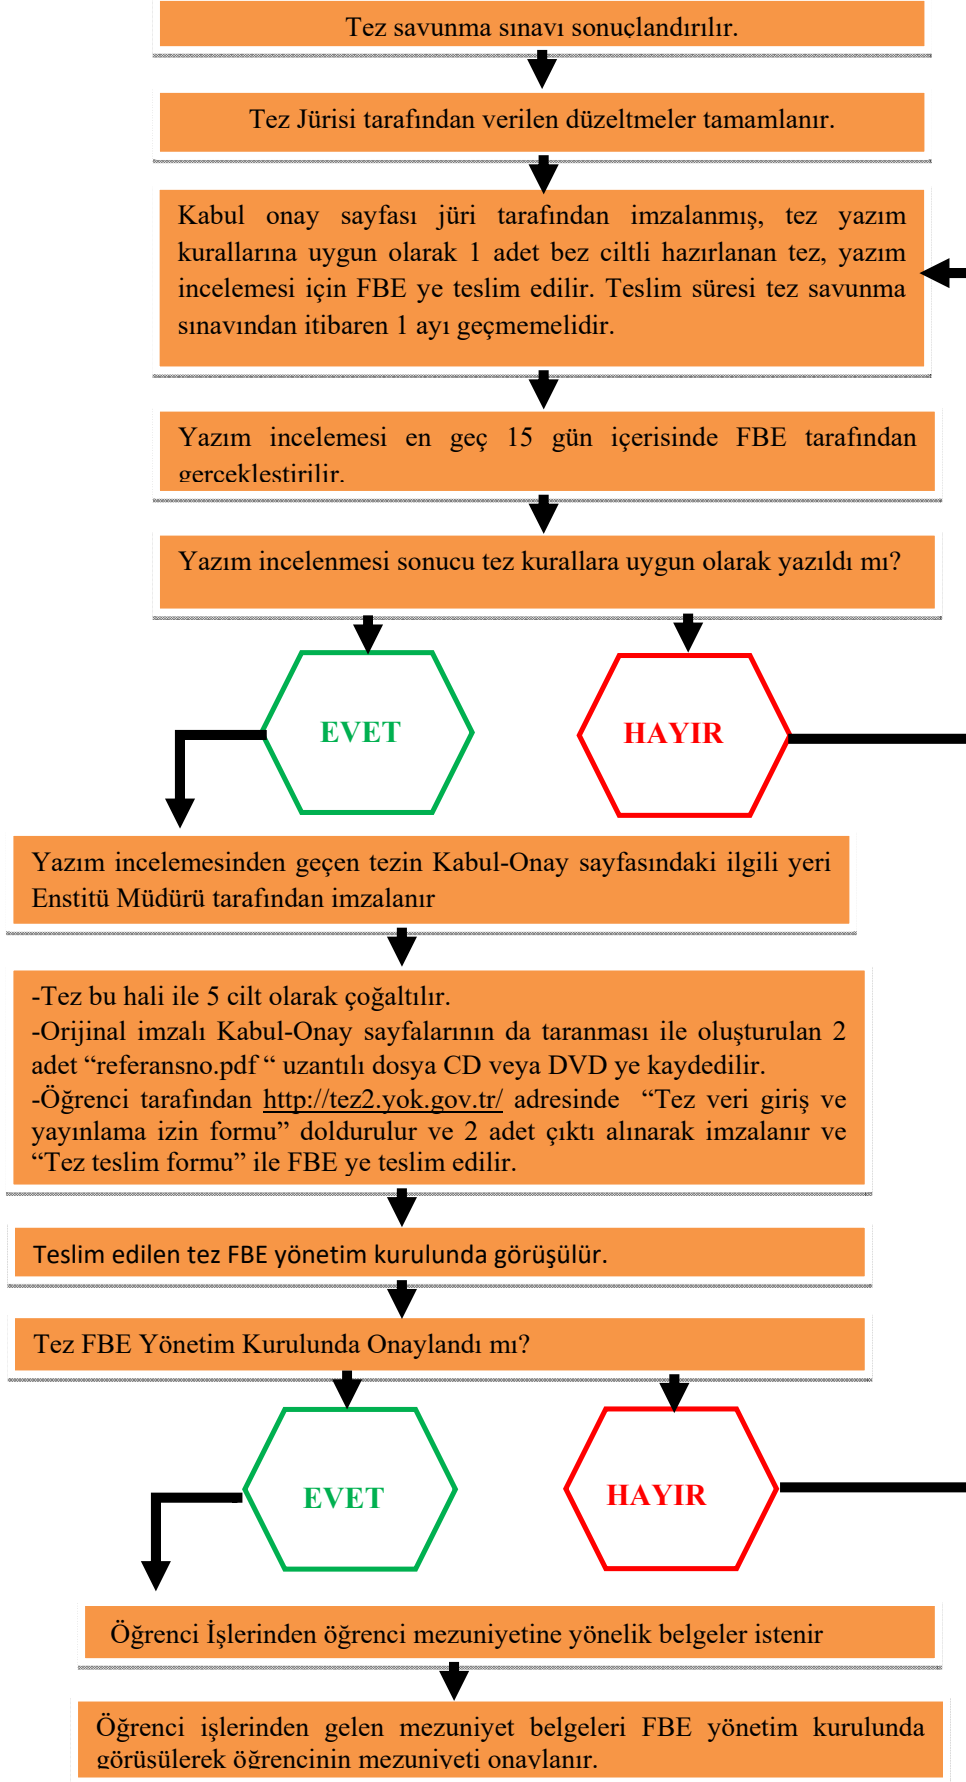 Tez savunma sınavı sonuçlandırılır.
Tez Jürisi tarafından verilen düzeltmeler tamamlanır.
Kabul onay sayfası jüri tarafından imzalanmış, tez yazım
kurallarına uygun olarak 1 adet bez ciltli hazırlanan tez, yazım
incelemesi için FBE ye teslim edilir. Teslim süresi tez savunma
sınavından itibaren 1 ayı geçmemelidir.
Yazım incelemesi en geç 15 gün içerisinde FBE tarafından
gerçekleştirilir.
Yazım incelenmesi sonucu tez kurallara uygun olarak yazıldı mı?
EVET
HAYIR
Yazım incelemesinden geçen tezin Kabul-Onay sayfasındaki ilgili yeri
Enstitü Müdürü tarafından imzalanır
-Tez bu hali ile 5 cilt olarak çoğaltılır.
-Orijinal imzalı Kabul-Onay sayfalarının da taranması ile oluşturulan 2
adet “referansno.pdf “ uzantılı dosya CD veya DVD ye kaydedilir.
-Öğrenci tarafından http://tez2.yok.gov.tr/ adresinde “Tez veri giriş ve
yayınlama izin formu” doldurulur ve 2 adet çıktı alınarak imzalanır ve
“Tez teslim formu” ile FBE ye teslim edilir.
Teslim edilen tez FBE yönetim kurulunda görüşülür.
Tez FBE Yönetim Kurulunda Onaylandı mı?
EVET
HAYIR
Öğrenci İşlerinden öğrenci mezuniyetine yönelik belgeler istenir
Öğrenci işlerinden gelen mezuniyet belgeleri FBE yönetim kurulunda
görüşülerek öğrencinin mezuniyeti onaylanır.